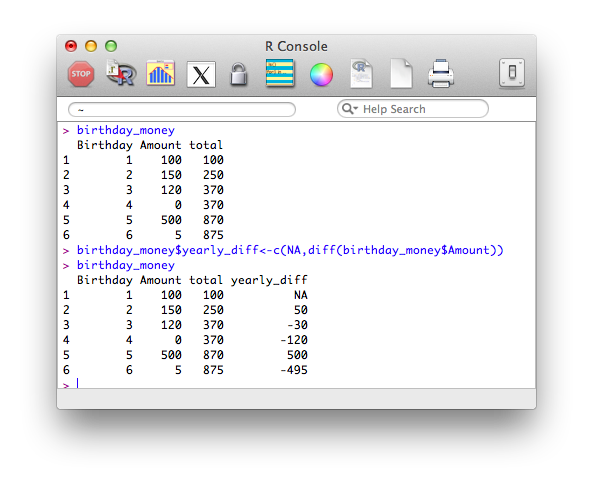 R Console
STOP
R
X
R
~
Help Search
> birthday_money
Birthday Amount total
1 1 100 100
2 2 150 250
3 3 120 370
4 4 0 370
5 5 500 870
6 6 5 875
> birthday_money$yearly_diff<-c(NA,diff(birthday_money$Amount))
> birthday_money
Birthday Amount total yearly_diff
1 1 100 100 NA
2 2 150 250 50
3 3 120 370 -30
4 4 0 370 -120
5 5 500 870 500
6 6 5 875 -495
>